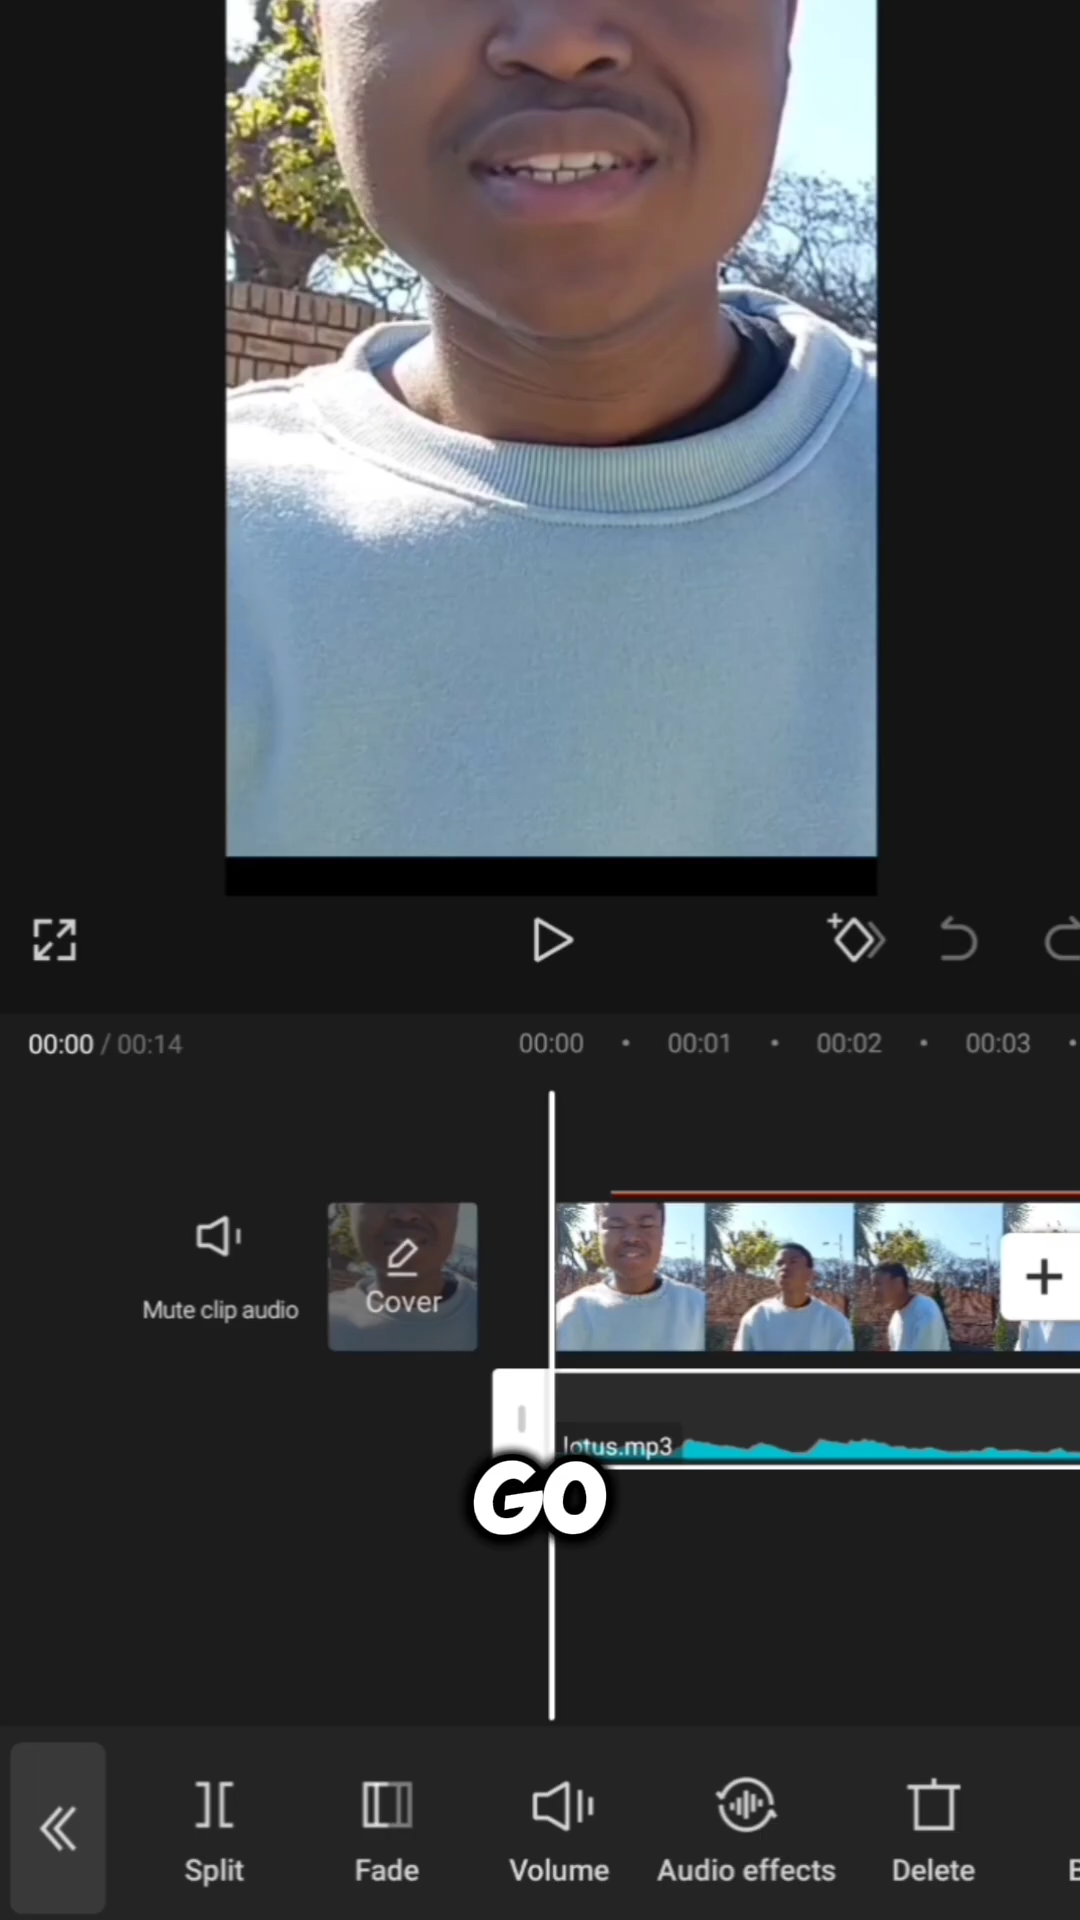 00:00 / 00:14
00:00 · 00:01 · 00:02 · 00:03 ·
Mute clip audio
Cover
lotus.mp3
GO
Split
Fade
Volume
Audio effects
Delete